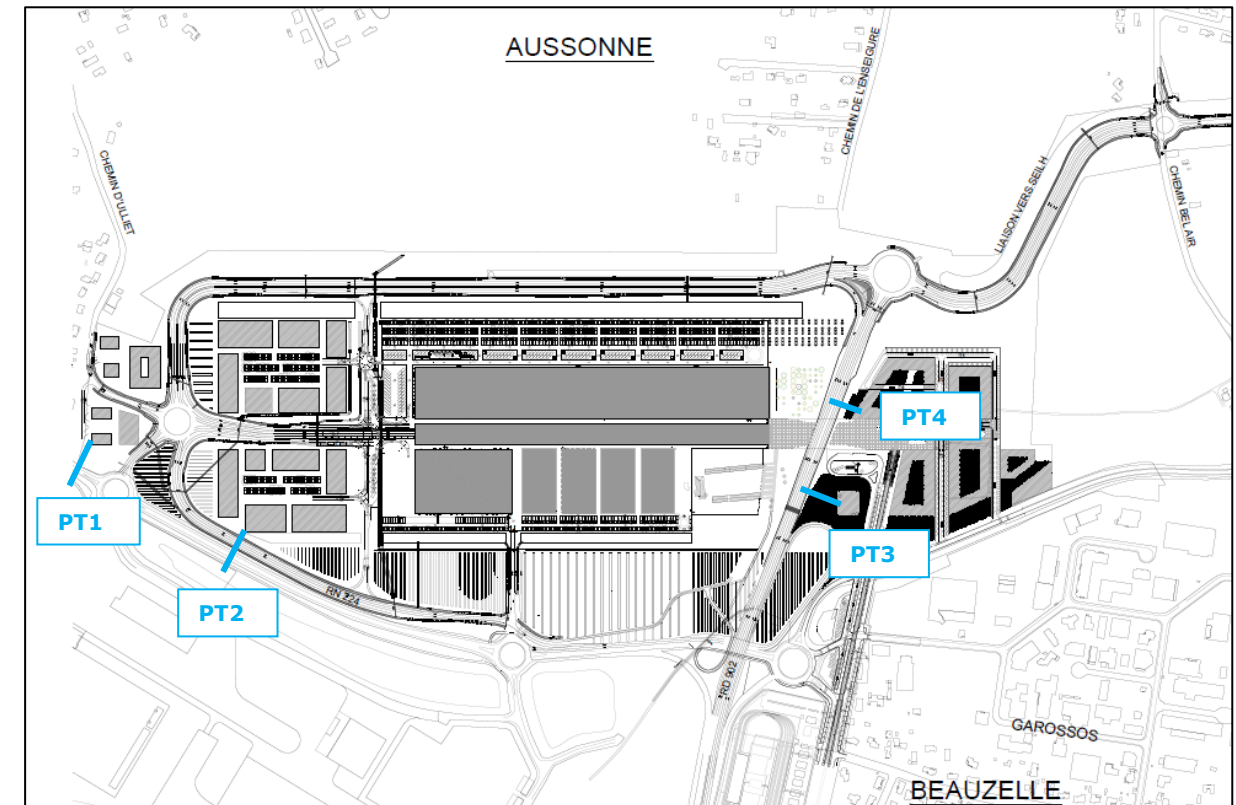 AUSSONNE
CHEMIN DE L'ENSEIGURE
CHEMIN D'ULLIET
LIAISON VERS SEILH
CHEMIN BEL AIR
PT4
PT1
PT3
PT2
RN 224
RD 902
GAROSSOS
BEAUZELLE